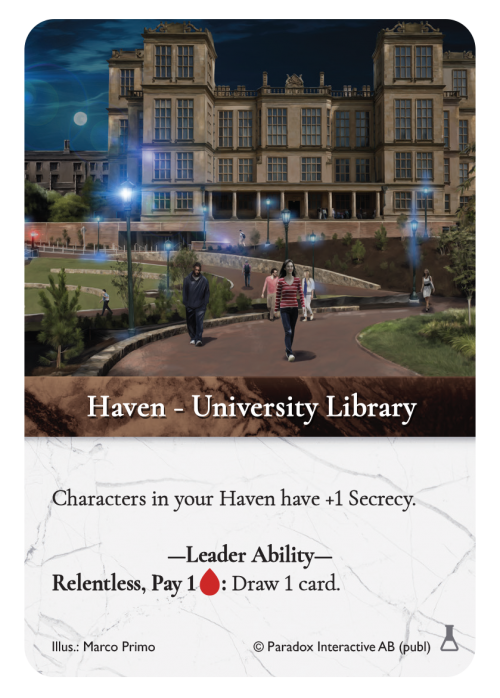 Haven - University Library
Characters in your Haven have +1 Secrecy.
—Leader Ability—
Relentless, Pay 1 : Draw 1 card.
Illus.: Marco Primo
© Paradox Interactive AB (publ)